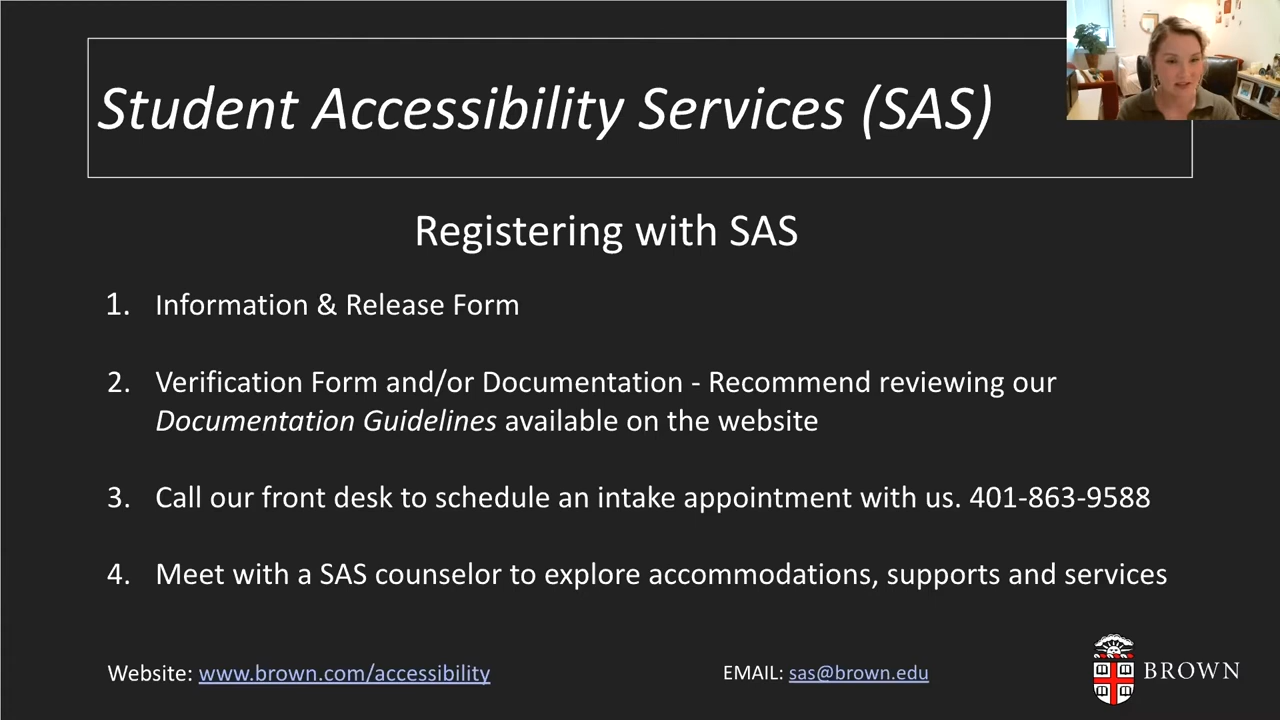 Student Accessibility Services (SAS)
Registering with SAS
1. Information & Release Form
2. Verification Form and/or Documentation - Recommend reviewing our
Documentation Guidelines available on the website
3. Call our front desk to schedule an intake appointment with us. 401-863-9588
4. Meet with a SAS counselor to explore accommodations, supports and services
Website: www.brown.com/accessibility
EMAIL: sas@brown.edu
BROWN